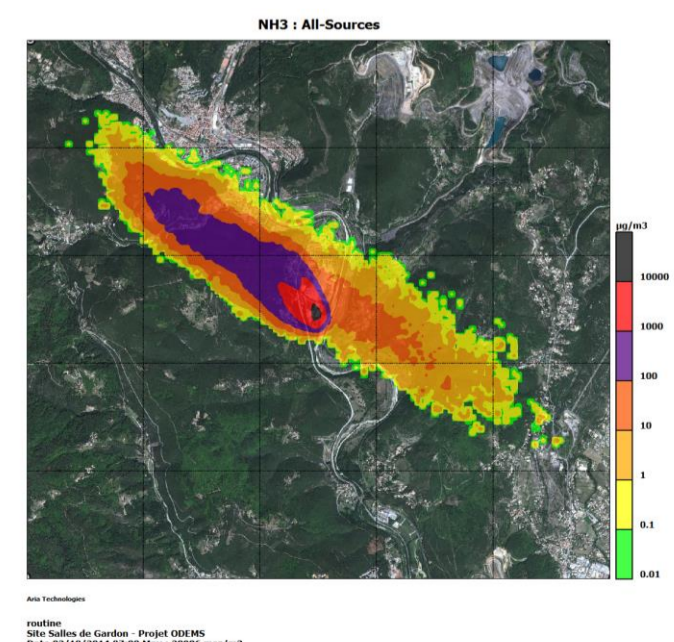 NH3 : All-Sources
µg/m3
10000
1000
100
10
1
0.1
0.01
Aria Technologies
routine
Site Salles de Gardon - Projet ODEMS